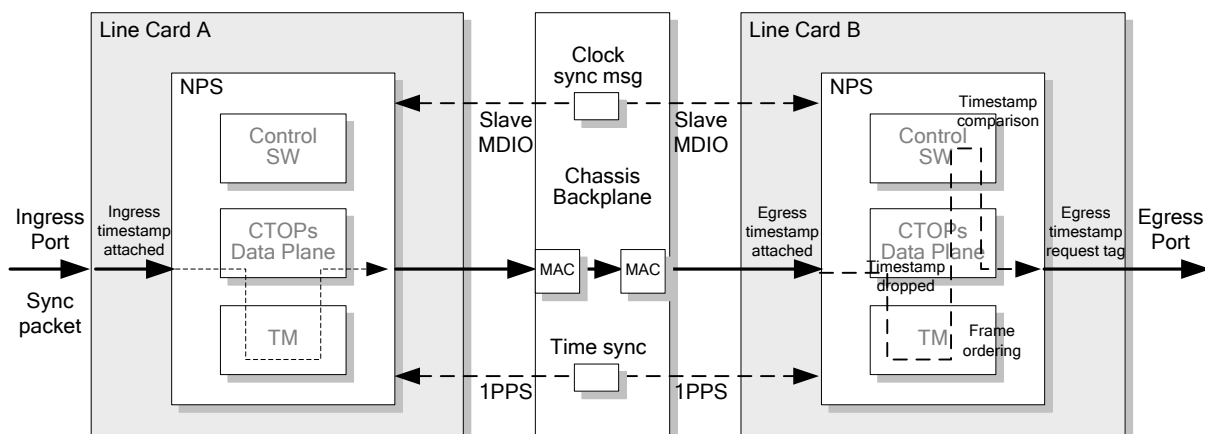 Line Card A
NPS
Control
SW
CTOPs
Data Plane
TM
Ingress
Port
Sync
packet
Ingress
timestamp
attached
Clock
sync msg
Slave
MDIO
Slave
MDIO
Chassis
Backplane
MAC
MAC
Time sync
1PPS
1PPS
Line Card B
NPS
Timestamp
comparison
Control
SW
CTOPs
Data Plane
Timestamp
dropped
TM
Frame
ordering
Egress
timestamp
attached
Egress
timestamp
request tag
Egress
Port